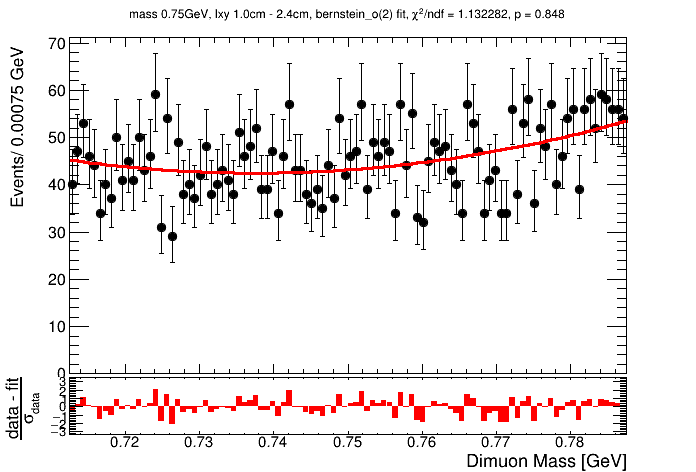 mass 0.75GeV, lxy 1.0cm - 2.4cm, bernstein_o(2) fit, χ²/ndf = 1.132282, p = 0.848
Events/ 0.00075 GeV
70
60
50
40
30
20
10
0
data - fit
σdata
3
2
1
0
−1
−2
−3
0.72 0.73 0.74 0.75 0.76 0.77 0.78
Dimuon Mass [GeV]